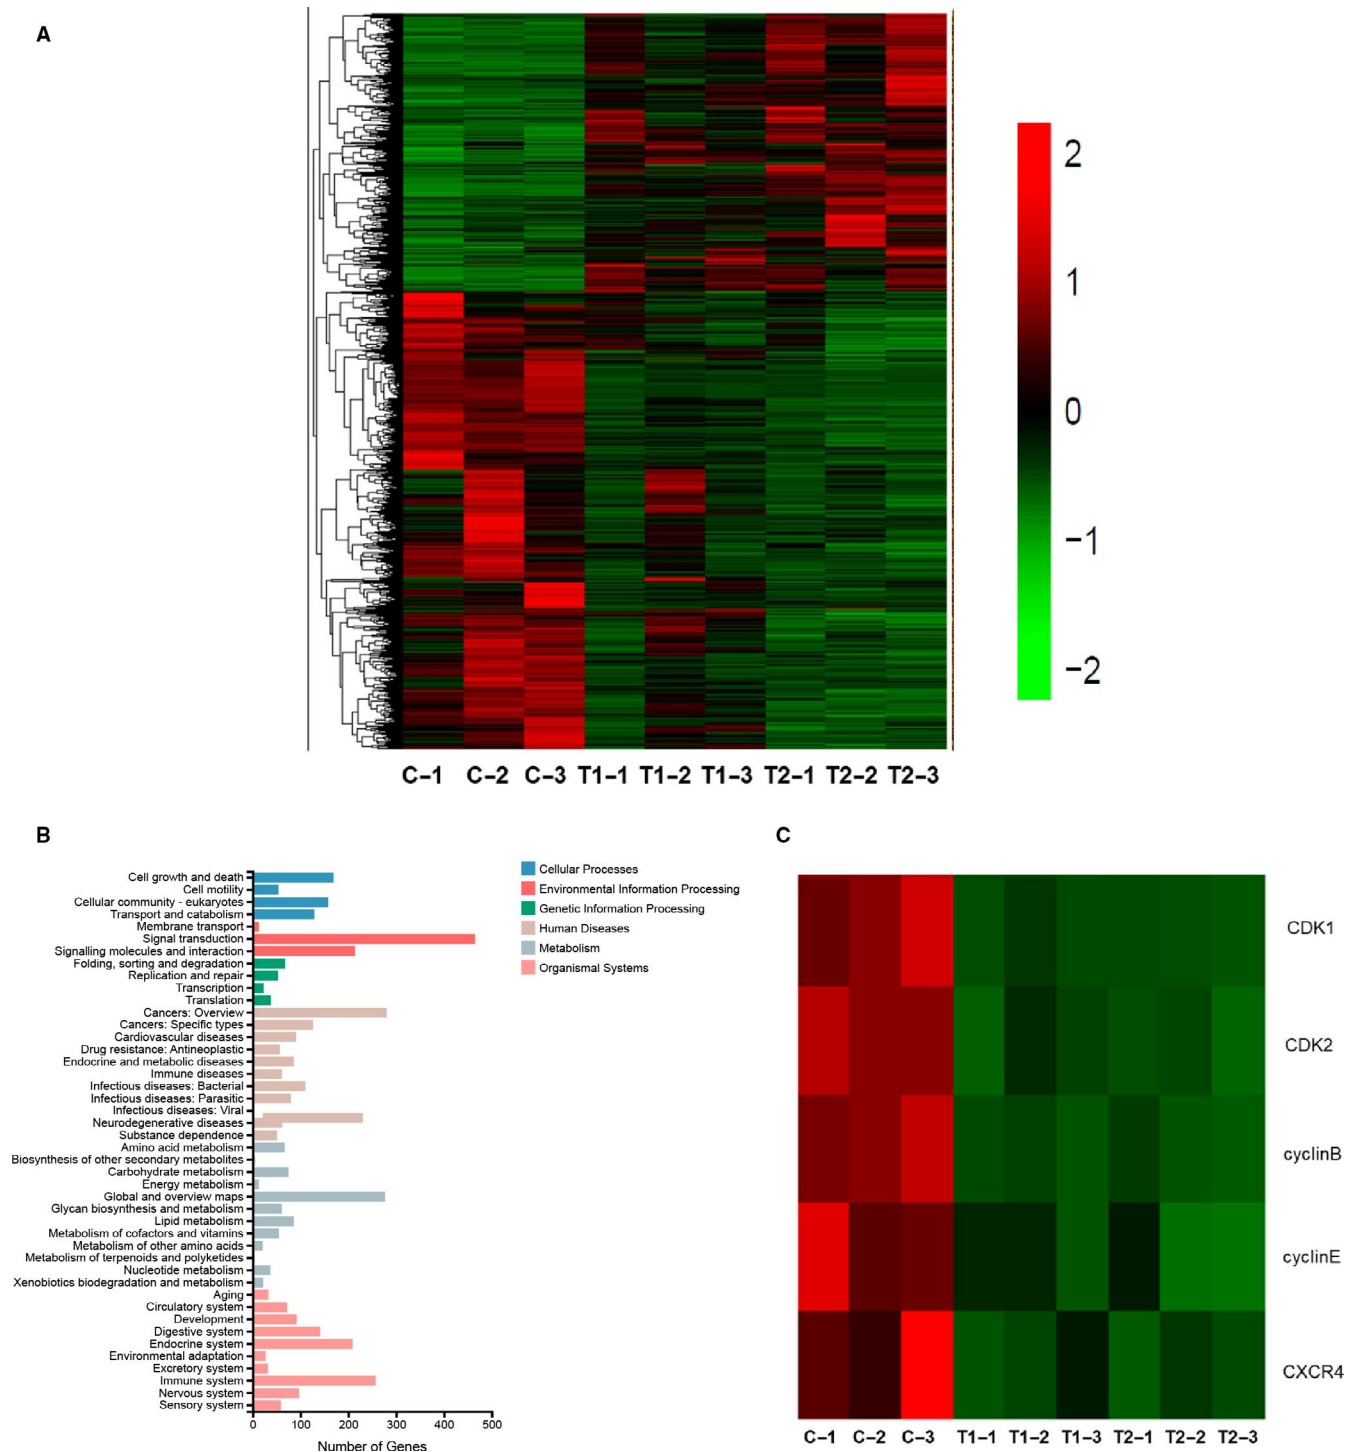 A
2
1
0
−1
−2
C−1 C−2 C−3 T1−1 T1−2 T1−3 T2−1 T2−2 T2−3
B
Cell growth and death
Cell motility
Cellular community - eukaryotes
Transport and catabolism
Membrane transport
Signal transduction
Signalling molecules and interaction
Folding, sorting and degradation
Replication and repair
Transcription
Translation
Cancers: Overview
Cancers: Specific types
Cardiovascular diseases
Drug resistance: Antineoplastic
Endocrine and metabolic diseases
Immune diseases
Infectious diseases: Bacterial
Infectious diseases: Parasitic
Infectious diseases: Viral
Neurodegenerative diseases
Substance dependence
Amino acid metabolism
Biosynthesis of other secondary metabolites
Carbohydrate metabolism
Energy metabolism
Global and overview maps
Glycan biosynthesis and metabolism
Lipid metabolism
Metabolism of cofactors and vitamins
Metabolism of other amino acids
Metabolism of terpenoids and polyketides
Nucleotide metabolism
Xenobiotics biodegradation and metabolism
Aging
Circulatory system
Development
Digestive system
Endocrine system
Environmental adaptation
Excretory system
Immune system
Nervous system
Sensory system
0 100 200 300 400 500
Number of Genes
Cellular Processes
Environmental Information Processing
Genetic Information Processing
Human Diseases
Metabolism
Organismal Systems
C
CDK1
CDK2
cyclinB
cyclinE
CXCR4
C−1 C−2 C−3 T1−1 T1−2 T1−3 T2−1 T2−2 T2−3